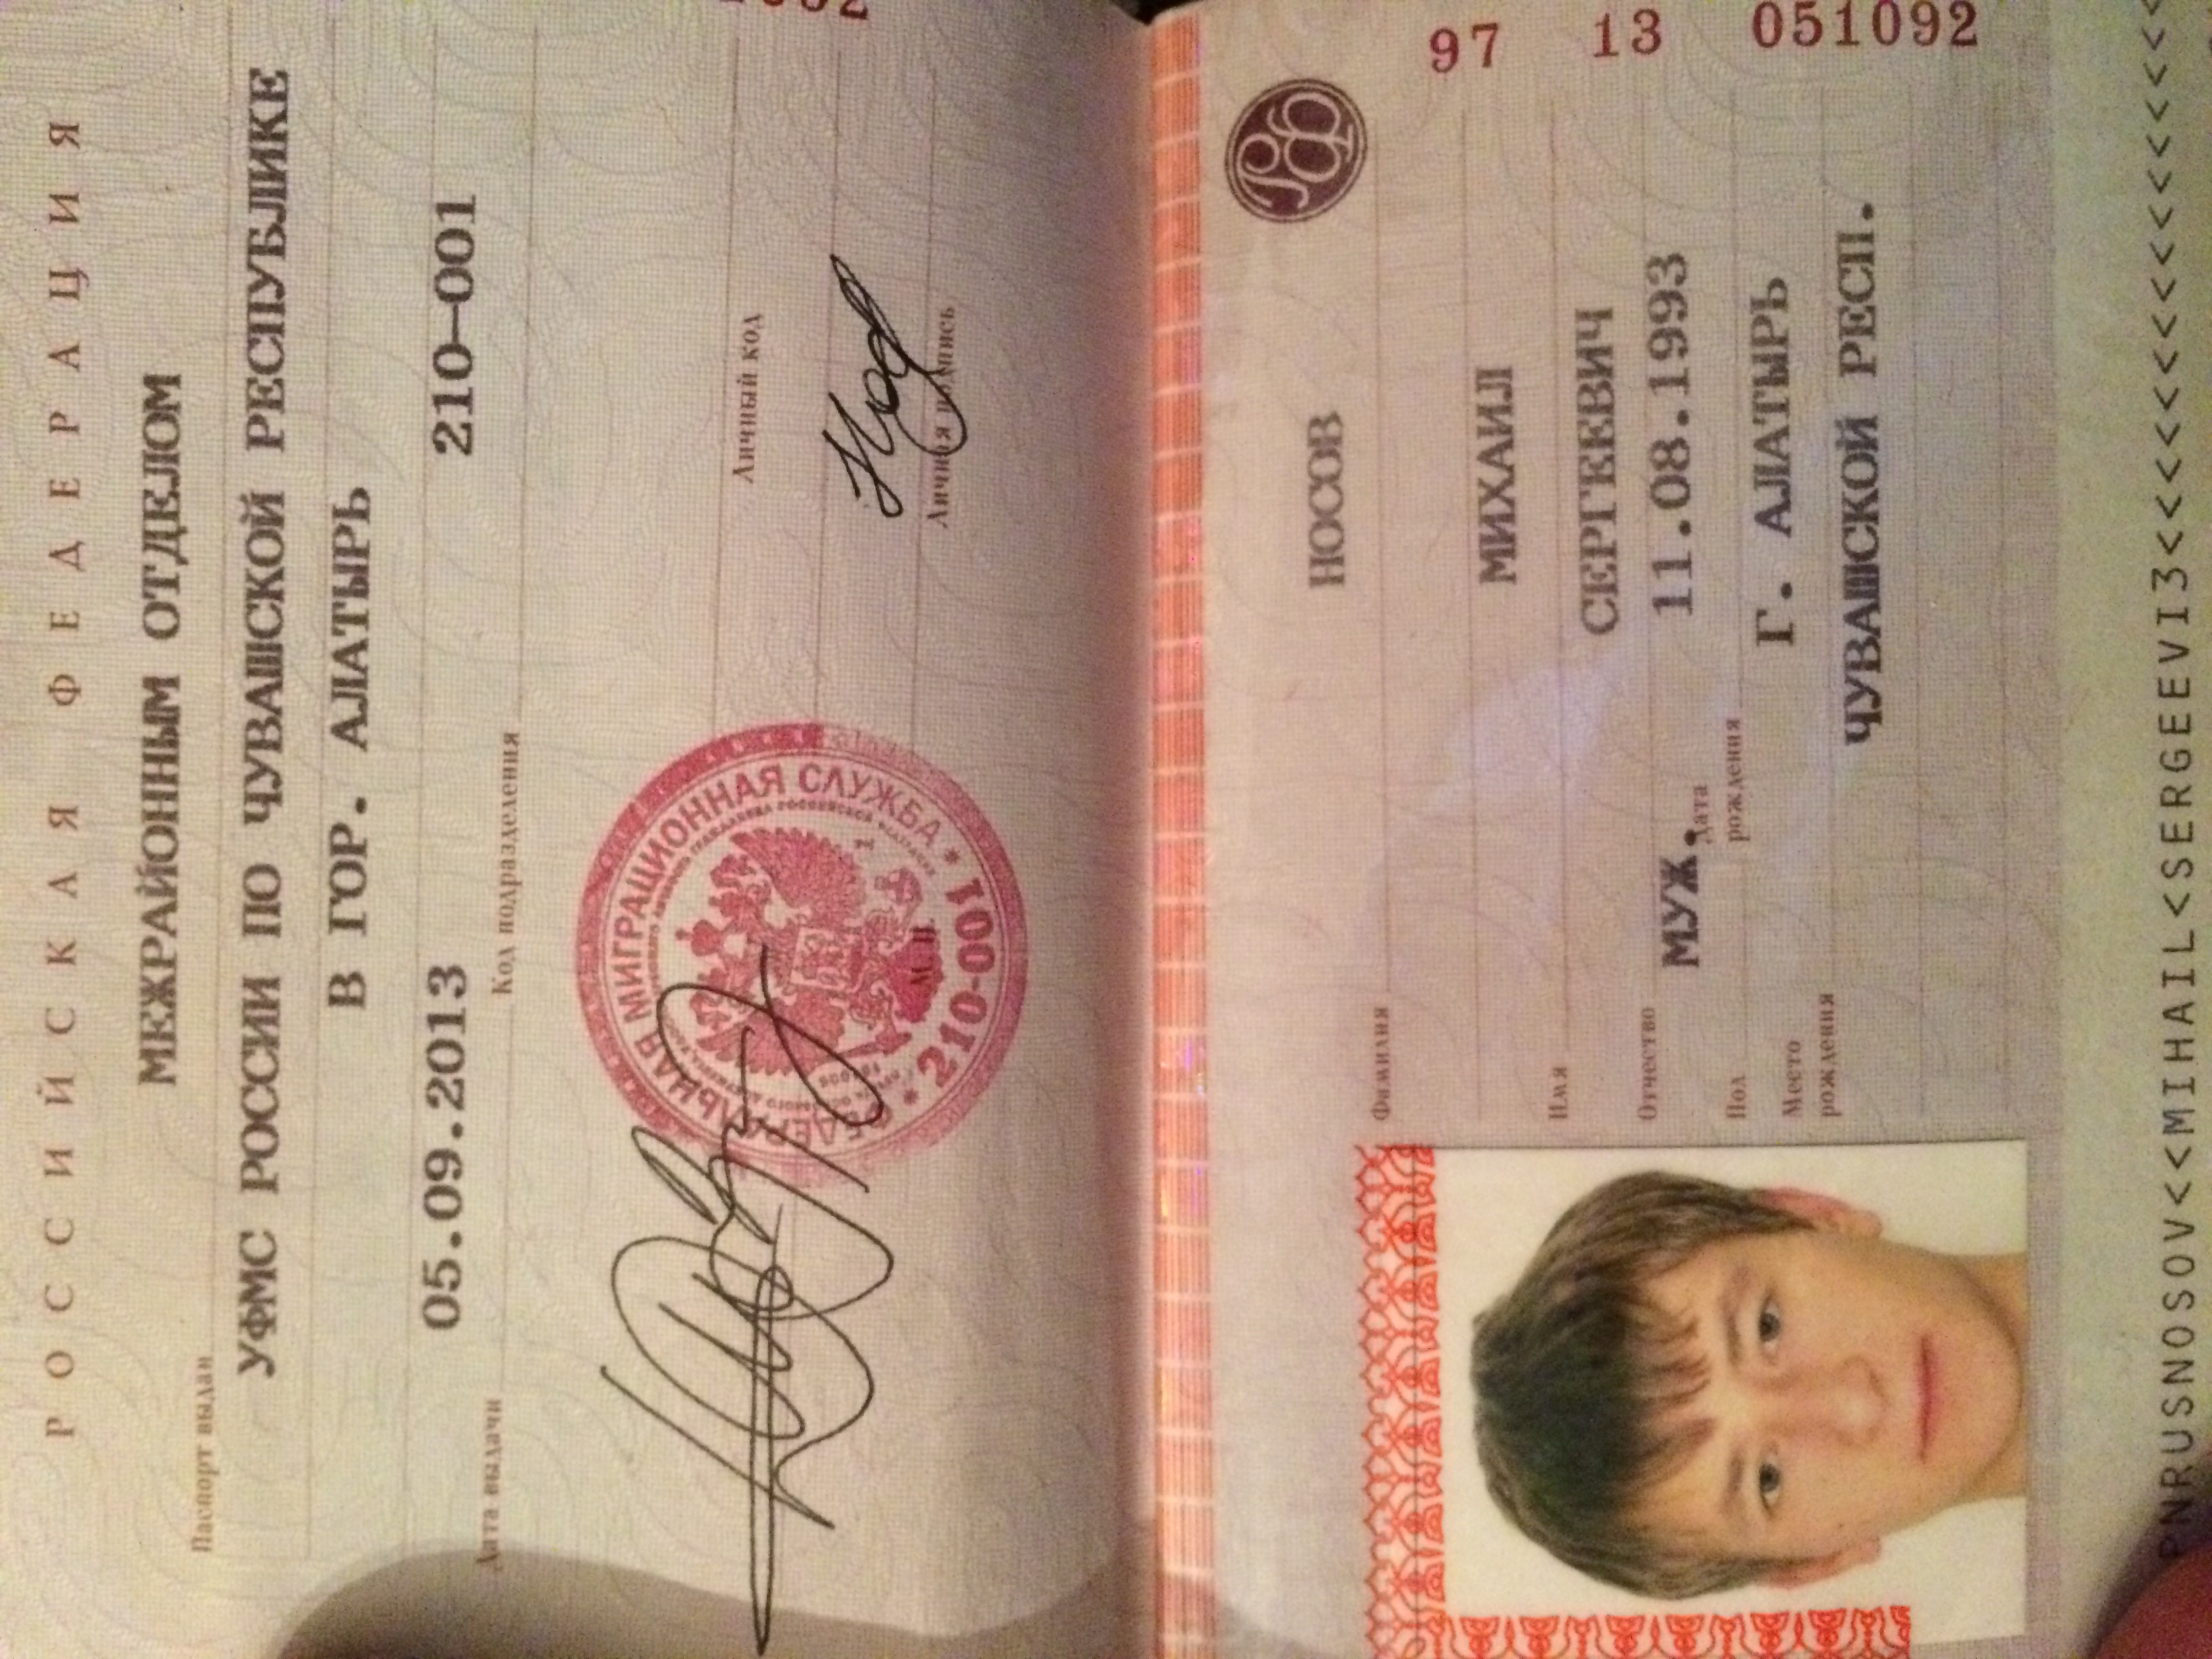 РОССИЙСКАЯ ФЕДЕРАЦИЯ
МЕЖРАЙОННЫМ ОТДЕЛОМ
Паспорт выдан
УФМС РОССИИ ПО ЧУВАШСКОЙ РЕСПУБЛИКЕ
В ГОР. АЛАТЫРЬ
05.09.2013 210-001
Дата выдачи Код подразделения
ФЕДЕРАЛЬНАЯ МИГРАЦИОННАЯ СЛУЖБА
Личный код
М. П.
Личная подпись
210-001
РФ
НОСОВ
Фамилия
МИХАИЛ
Имя
СЕРГЕЕВИЧ
Отчество
МУЖ. 11.08.1993
Пол Дата рождения
Г. АЛАТЫРЬ
Место рождения
ЧУВАШСКОЙ РЕСП.
97 13 051092
PNRUSNOSOV<<MIHAIL<SERGEEVI3<<<<<<<<<<<<<<<<